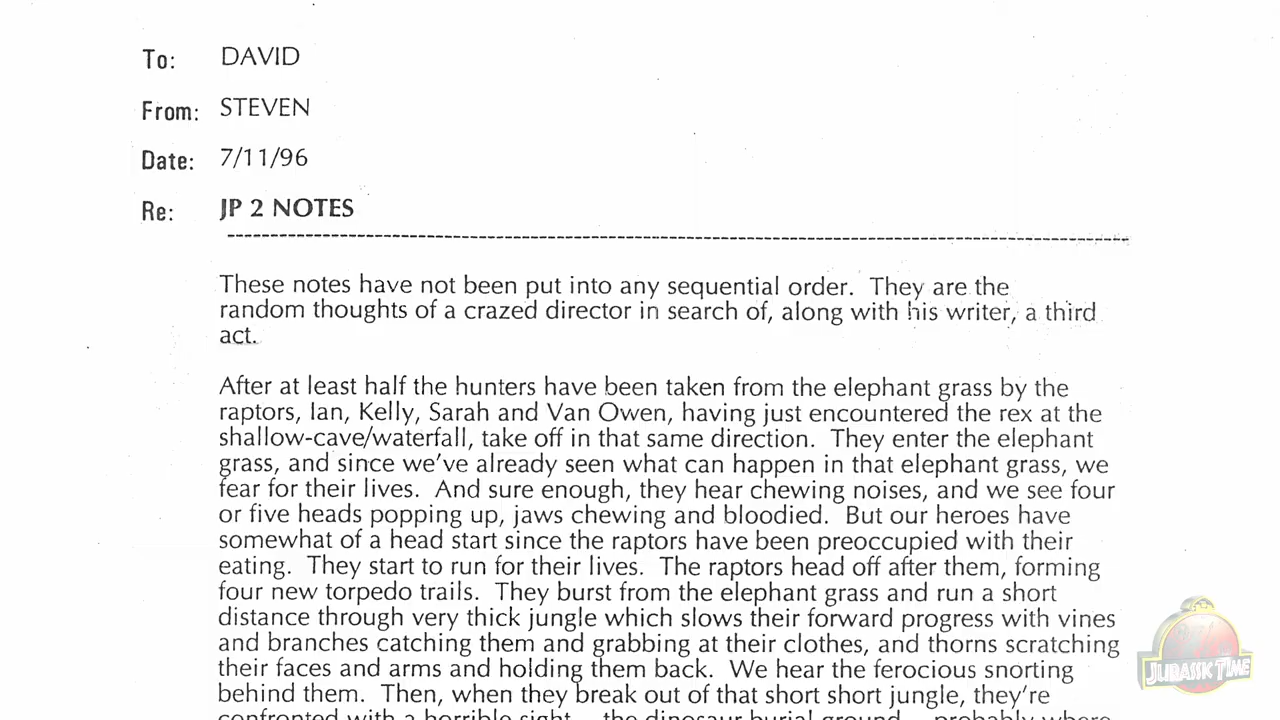 To: DAVID
From: STEVEN
Date: 7/11/96
Re: JP 2 NOTES
These notes have not been put into any sequential order. They are the
random thoughts of a crazed director in search of, along with his writer, a third
act.
After at least half the hunters have been taken from the elephant grass by the
raptors, Ian, Kelly, Sarah and Van Owen, having just encountered the rex at the
shallow-cave/waterfall, take off in that same direction. They enter the elephant
grass, and since we've already seen what can happen in that elephant grass, we
fear for their lives. And sure enough, they hear chewing noises, and we see four
or five heads popping up, jaws chewing and bloodied. But our heroes have
somewhat of a head start since the raptors have been preoccupied with their
eating. They start to run for their lives. The raptors head off after them, forming
four new torpedo trails. They burst from the elephant grass and run a short
distance through very thick jungle which slows their forward progress with vines
and branches catching them and grabbing at their clothes, and thorns scratching
their faces and arms and holding them back. We hear the ferocious snorting
behind them. Then, when they break out of that short short jungle, they're
confronted with a horrible sight -- the dinosaur burial ground -- probably where
JURASSIC TIME